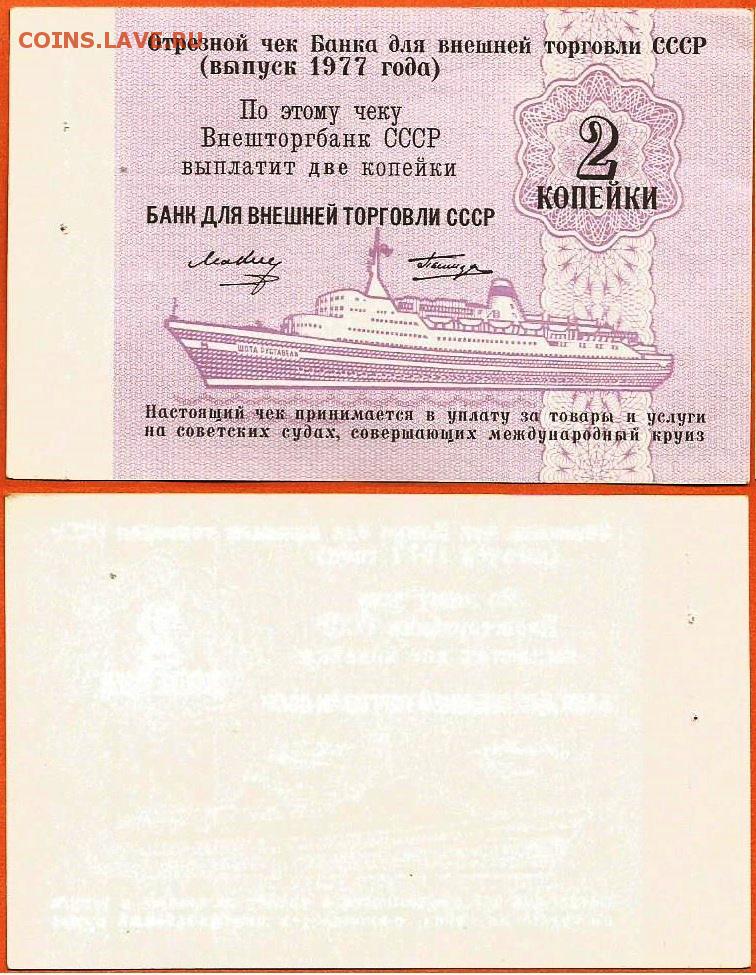 COINS.LAVE.RU
Отрезной чек Банка для внешней торговли СССР
(выпуск 1977 года)
По этому чеку
Внешторгбанк СССР
выплатит две копейки
2
КОПЕЙКИ
БАНК ДЛЯ ВНЕШНЕЙ ТОРГОВЛИ СССР
ШОТА РУСТАВЕЛИ
Настоящий чек принимается в уплату за товары и услуги
на советских судах, совершающих международный круиз